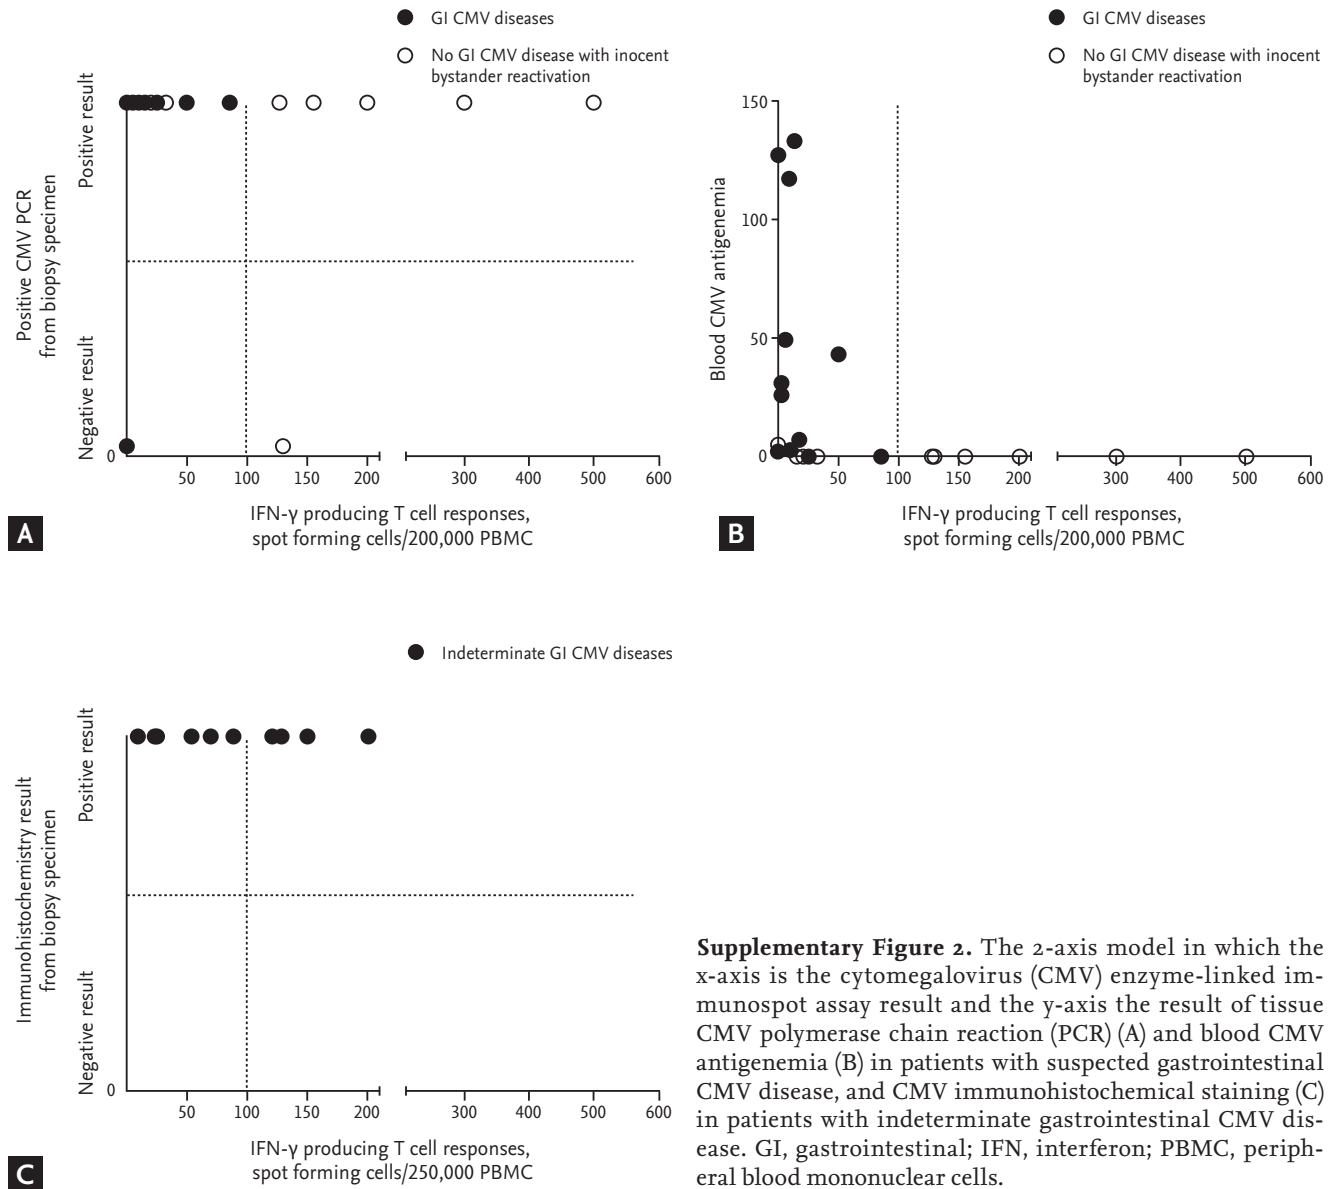 GI CMV diseases
No GI CMV disease with inocent
bystander reactivation
Positive CMV PCR
from biopsy specimen
Positive result
Negative result
0
50 100 150 200 300 400 500 600
IFN-γ producing T cell responses,
spot forming cells/200,000 PBMC
A
GI CMV diseases
No GI CMV disease with inocent
bystander reactivation
Blood CMV antigenemia
150
100
50
0
50 100 150 200 300 400 500 600
IFN-γ producing T cell responses,
spot forming cells/200,000 PBMC
B
Indeterminate GI CMV diseases
Immunohistochemistry result
from biopsy specimen
Positive result
Negative result
0
50 100 150 200 300 400 500 600
IFN-γ producing T cell responses,
spot forming cells/250,000 PBMC
C
Supplementary Figure 2. The 2-axis model in which the
x-axis is the cytomegalovirus (CMV) enzyme-linked im-
munospot assay result and the y-axis the result of tissue
CMV polymerase chain reaction (PCR) (A) and blood CMV
antigenemia (B) in patients with suspected gastrointestinal
CMV disease, and CMV immunohistochemical staining (C)
in patients with indeterminate gastrointestinal CMV dis-
ease. GI, gastrointestinal; IFN, interferon; PBMC, periph-
eral blood mononuclear cells.